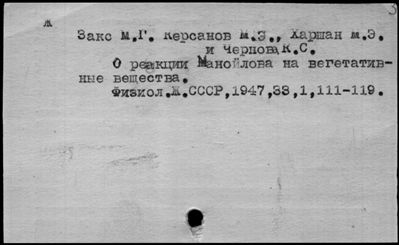 ж
Закс М.Г. Керсанов М.З., Харшан М.Э.
и Чернова К.С.
О реакции Манойлова на вегетатив-
ные вещества.
Физиол.Ж.СССР,1947,33,1,111-119.